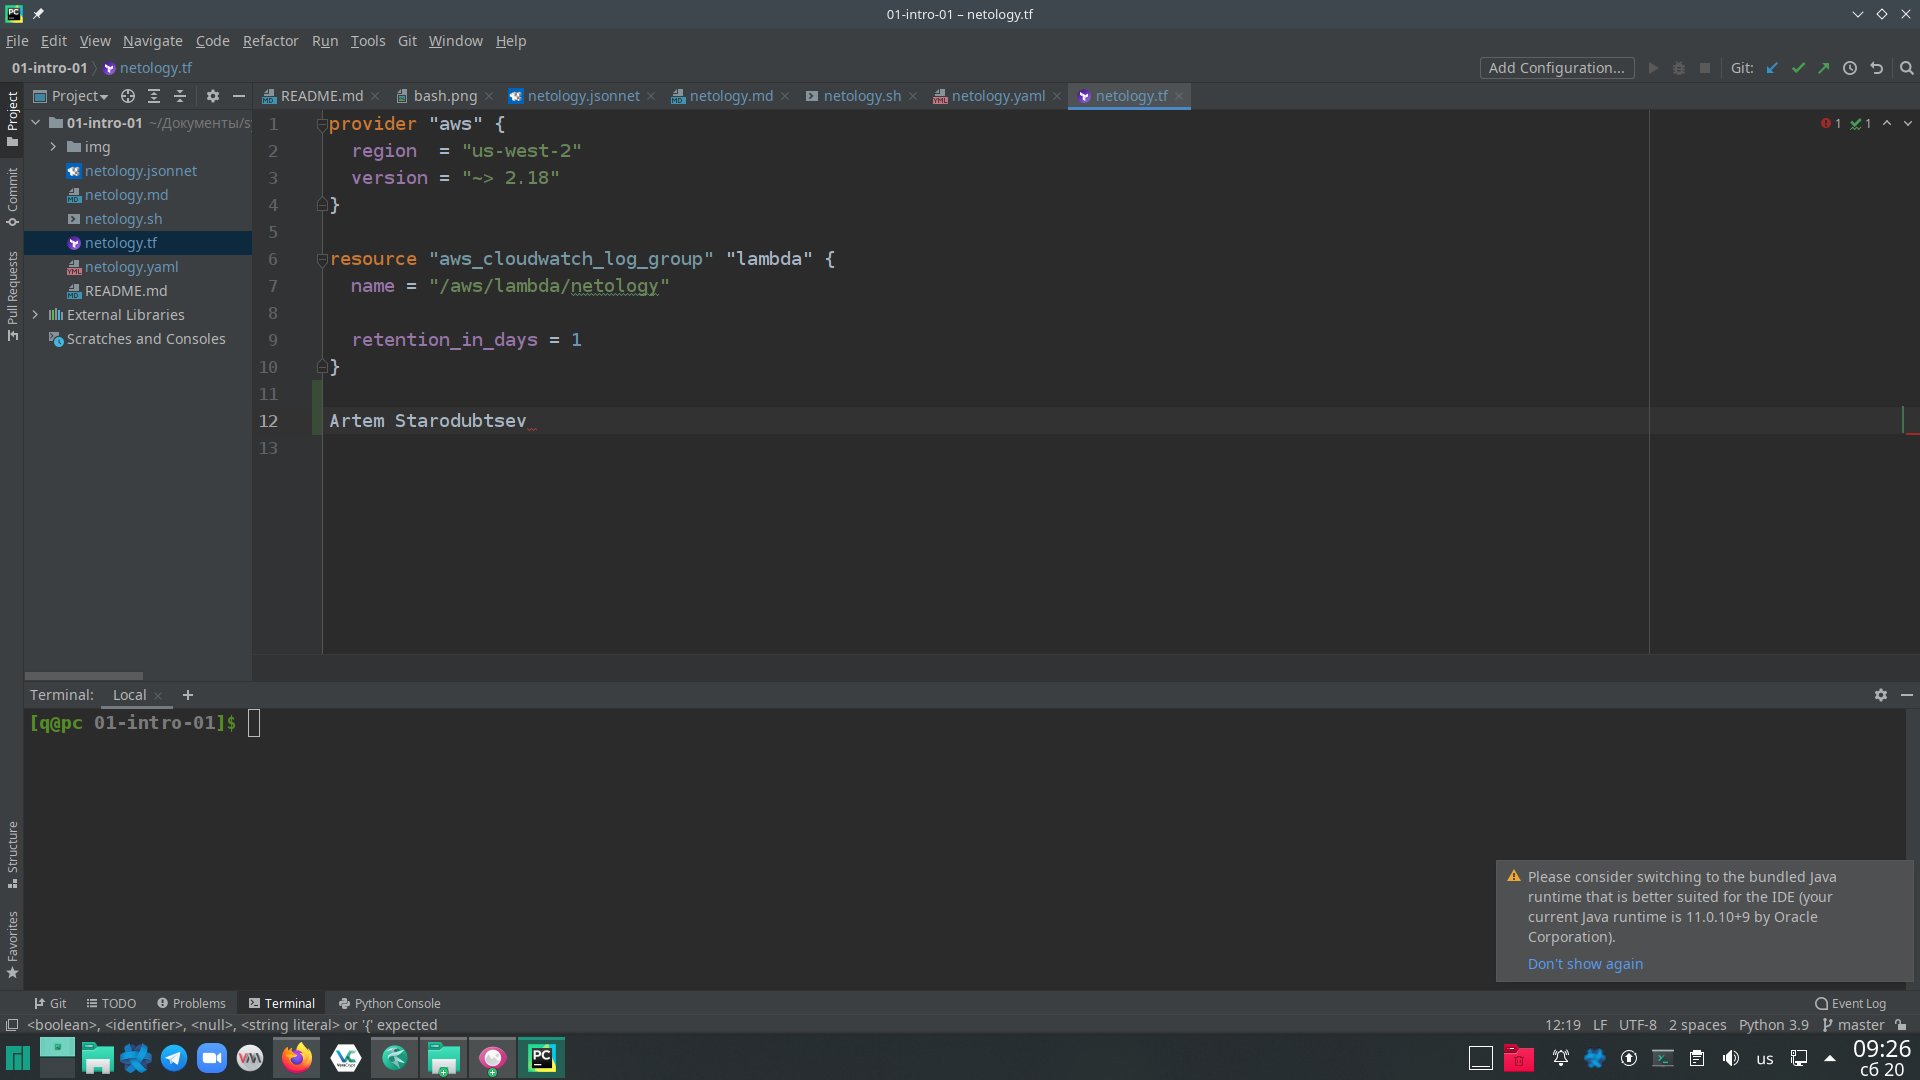 01-intro-01 – netology.tf
File Edit View Navigate Code Refactor Run Tools Git Window Help
01-intro-01 netology.tf
Add Configuration... Git:
Project
README.md bash.png netology.jsonnet netology.md netology.sh netology.yaml netology.tf
Project
Commit
Pull Requests
Structure
Favorites
01-intro-01 ~/Документы/s
img
netology.jsonnet
netology.md
netology.sh
netology.tf
netology.yaml
README.md
External Libraries
Scratches and Consoles
1 provider "aws" {
2 region  = "us-west-2"
3 version = "~> 2.18"
4 }
5
6 resource "aws_cloudwatch_log_group" "lambda" {
7 name = "/aws/lambda/netology"
8
9 retention_in_days = 1
10 }
11
12 Artem Starodubtsev
13
1 1
Terminal: Local +
[q@pc 01-intro-01]$
Please consider switching to the bundled Java
runtime that is better suited for the IDE (your
current Java runtime is 11.0.10+9 by Oracle
Corporation).
Don't show again
Git TODO Problems Terminal Python Console Event Log
<boolean>, <identifier>, <null>, <string literal> or '{' expected
12:19 LF UTF-8 2 spaces Python 3.9 master
PC
us
09:26
сб 20